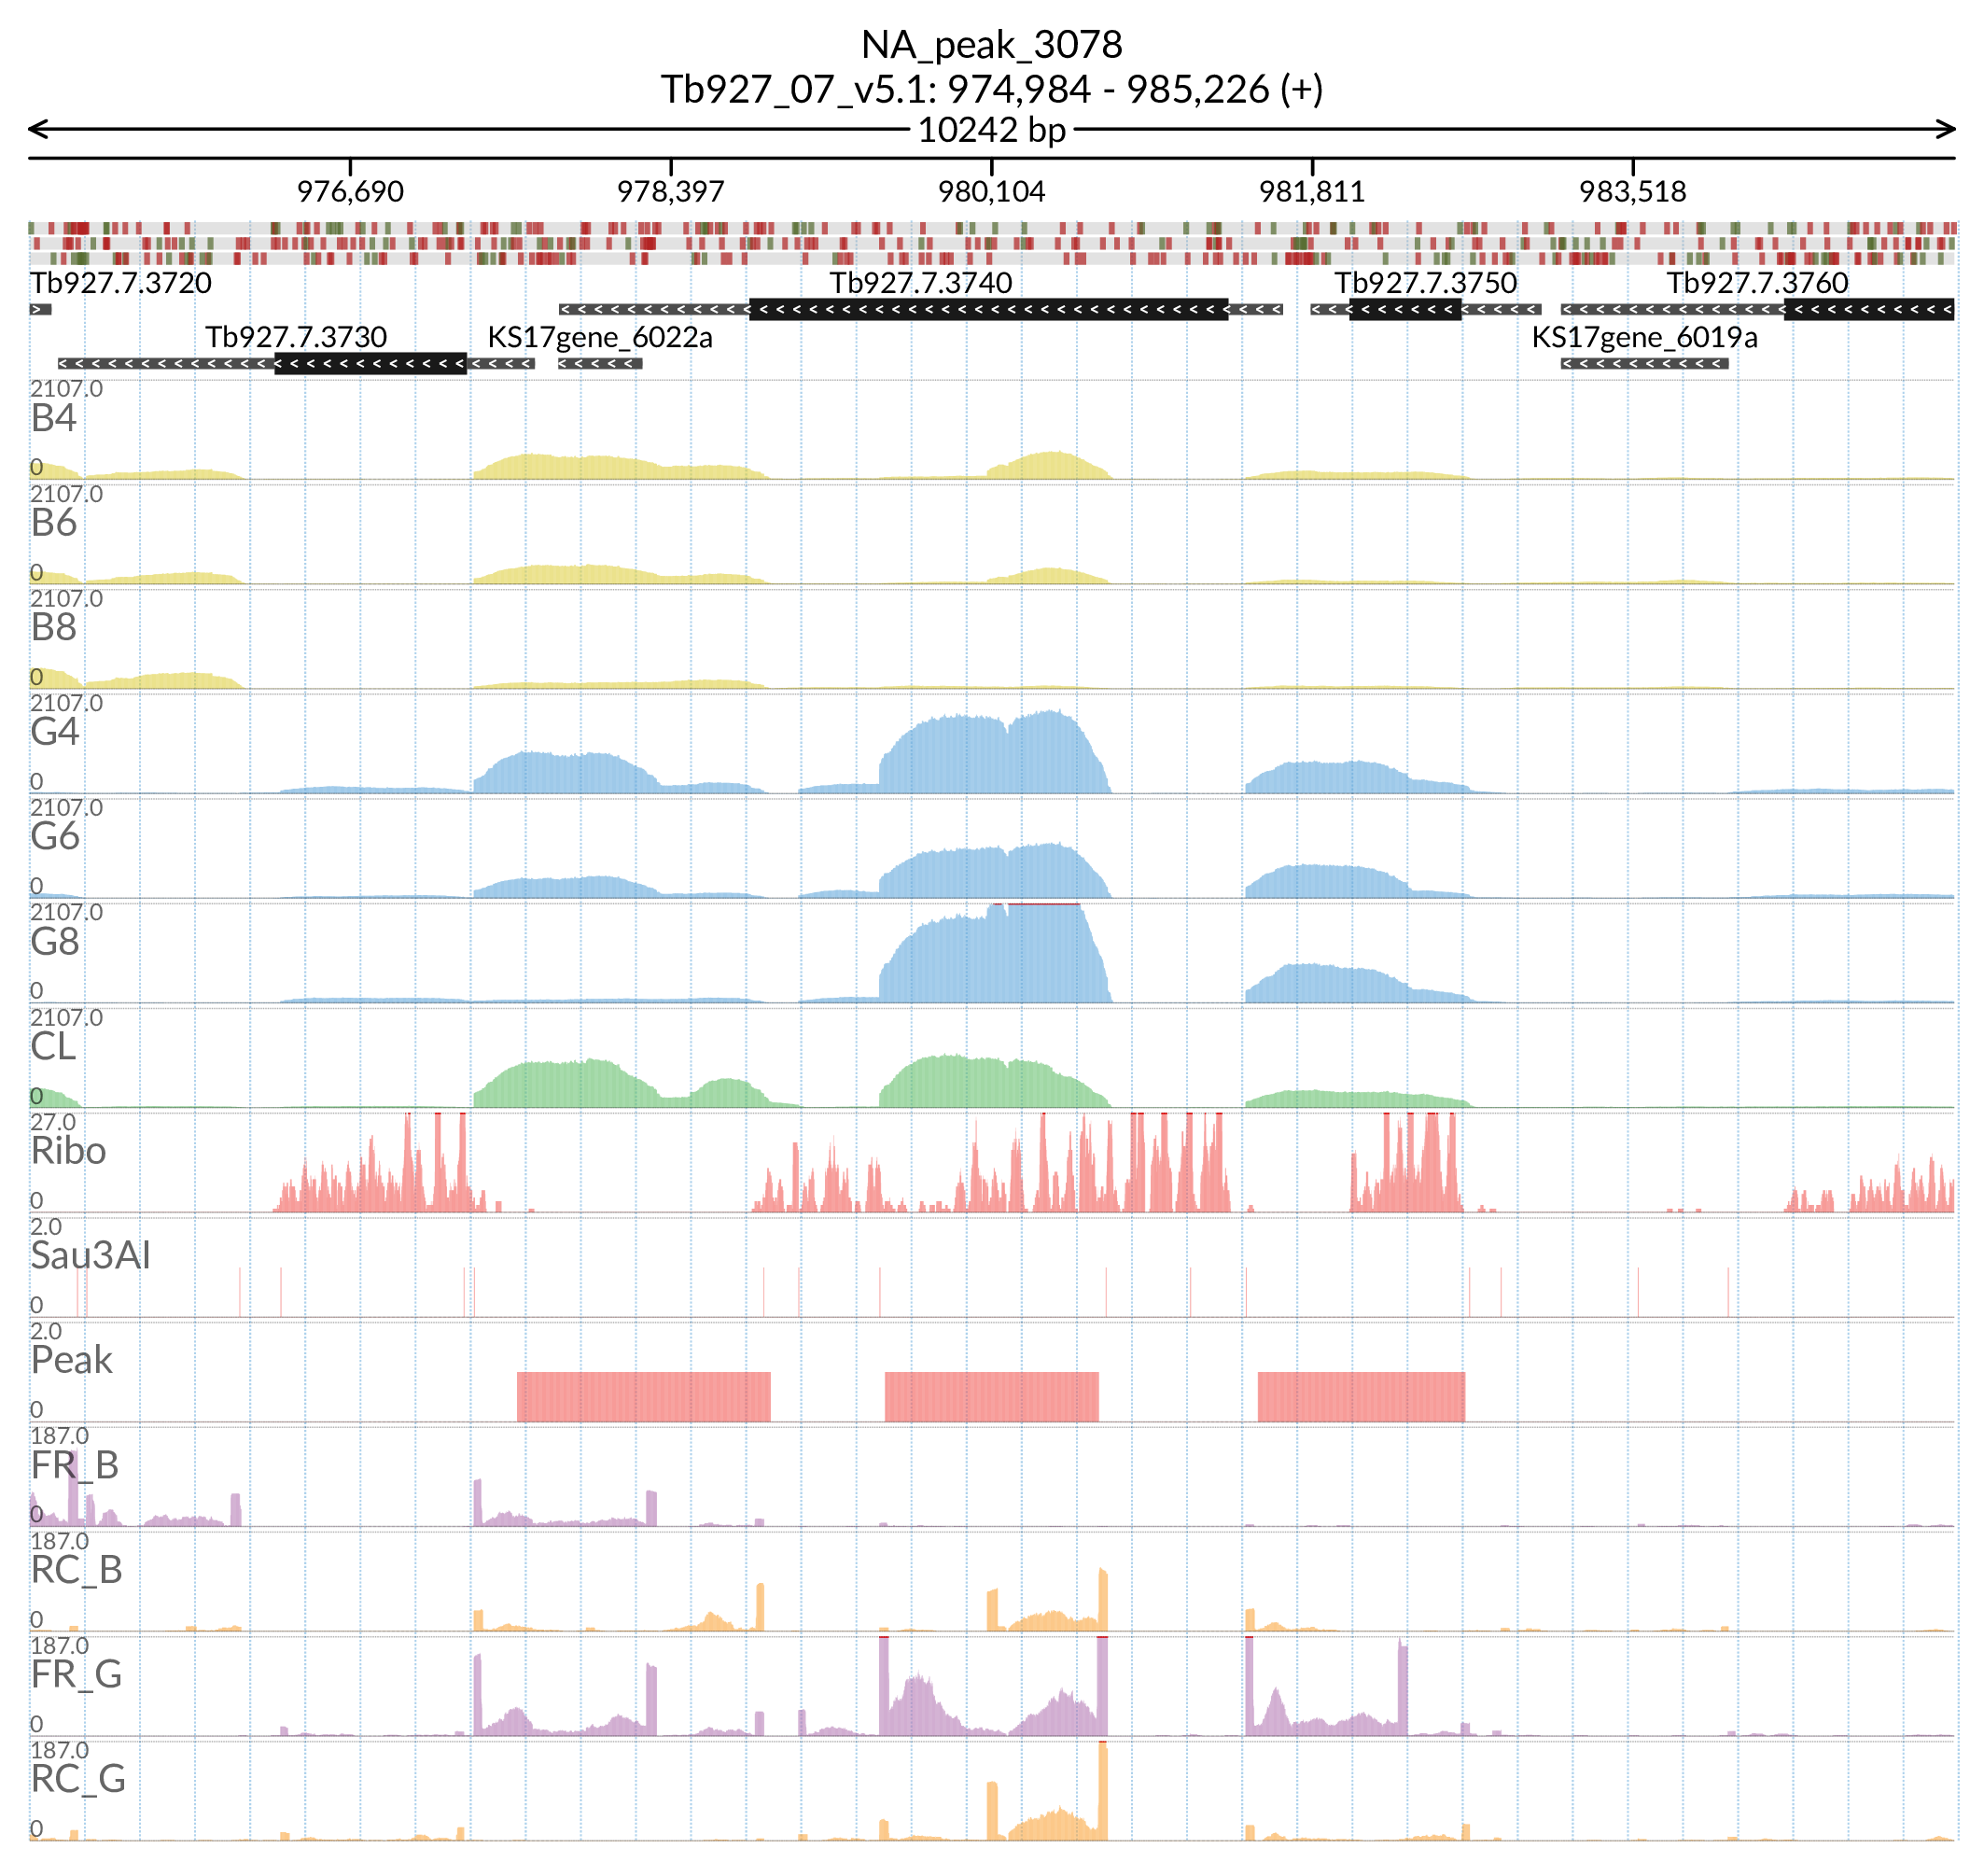 NA_peak_3078
Tb927_07_v5.1: 974,984 - 985,226 (+)
10242 bp
976,690 978,397 980,104 981,811 983,518
Tb927.7.3720 Tb927.7.3740 Tb927.7.3750 Tb927.7.3760
Tb927.7.3730 KS17gene_6022a KS17gene_6019a
2107.0
B4
0
2107.0
B6
0
2107.0
B8
0
2107.0
G4
0
2107.0
G6
0
2107.0
G8
0
2107.0
CL
0
27.0
Ribo
0
2.0
Sau3AI
0
2.0
Peak
0
187.0
FR_B
0
187.0
RC_B
0
187.0
FR_G
0
187.0
RC_G
0